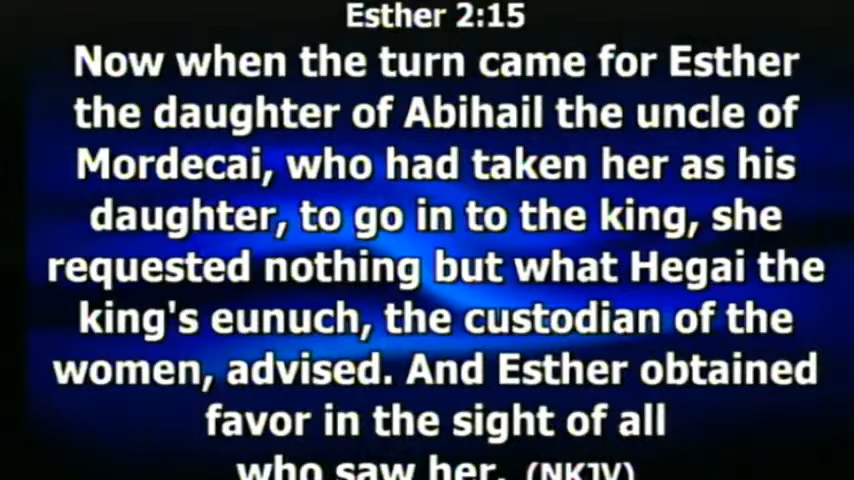 Esther 2:15
Now when the turn came for Esther
the daughter of Abihail the uncle of
Mordecai, who had taken her as his
daughter, to go in to the king, she
requested nothing but what Hegai the
king's eunuch, the custodian of the
women, advised. And Esther obtained
favor in the sight of all
who saw her. (NKJV)